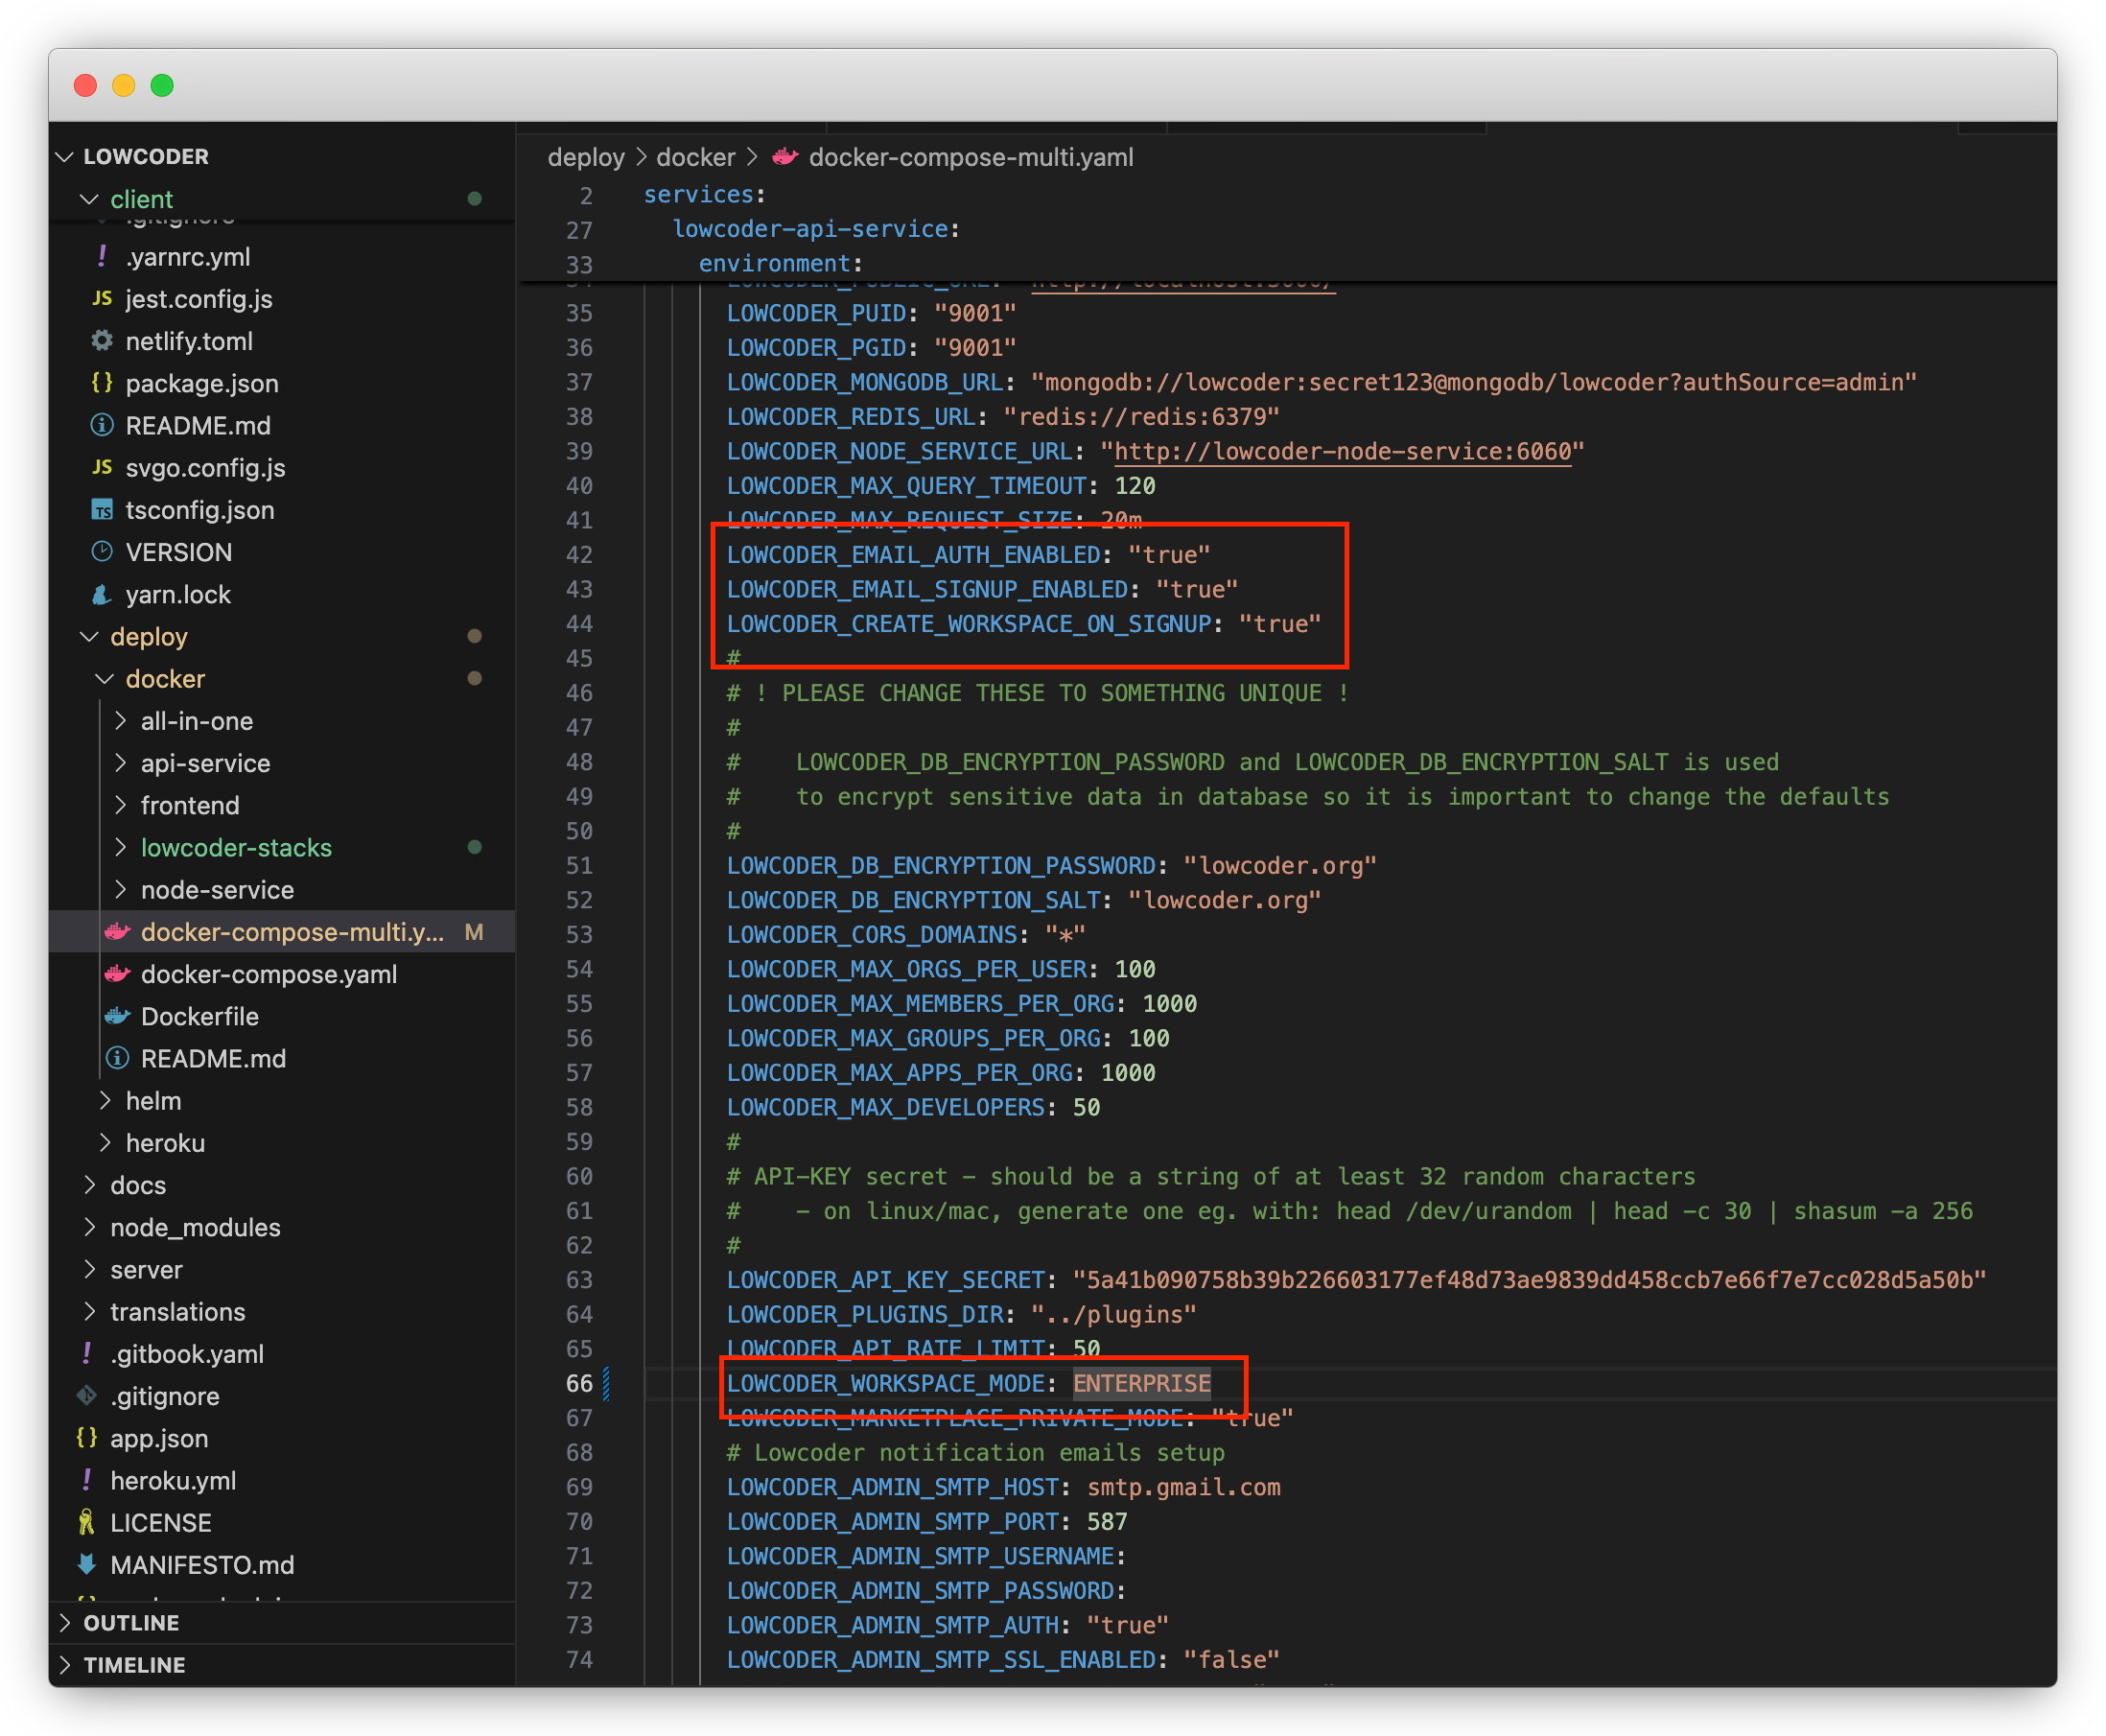 LOWCODER
client
.gitignore
.yarnrc.yml
JS jest.config.js
netlify.toml
{} package.json
README.md
JS svgo.config.js
TS tsconfig.json
VERSION
yarn.lock
deploy
docker
all-in-one
api-service
frontend
lowcoder-stacks
node-service
docker-compose-multi.y... M
docker-compose.yaml
Dockerfile
README.md
helm
heroku
docs
node_modules
server
translations
! .gitbook.yaml
.gitignore
{} app.json
! heroku.yml
LICENSE
MANIFESTO.md
OUTLINE
TIMELINE
deploy > docker > docker-compose-multi.yaml
2 services:
27 lowcoder-api-service:
33 environment:
35 LOWCODER_PUID: "9001"
36 LOWCODER_PGID: "9001"
37 LOWCODER_MONGODB_URL: "mongodb://lowcoder:secret123@mongodb/lowcoder?authSource=admin"
38 LOWCODER_REDIS_URL: "redis://redis:6379"
39 LOWCODER_NODE_SERVICE_URL: "http://lowcoder-node-service:6060"
40 LOWCODER_MAX_QUERY_TIMEOUT: 120
41 LOWCODER_MAX_REQUEST_SIZE: 20m
42 LOWCODER_EMAIL_AUTH_ENABLED: "true"
43 LOWCODER_EMAIL_SIGNUP_ENABLED: "true"
44 LOWCODER_CREATE_WORKSPACE_ON_SIGNUP: "true"
45 #
46 # ! PLEASE CHANGE THESE TO SOMETHING UNIQUE !
47 #
48 # LOWCODER_DB_ENCRYPTION_PASSWORD and LOWCODER_DB_ENCRYPTION_SALT is used
49 # to encrypt sensitive data in database so it is important to change the defaults
50 #
51 LOWCODER_DB_ENCRYPTION_PASSWORD: "lowcoder.org"
52 LOWCODER_DB_ENCRYPTION_SALT: "lowcoder.org"
53 LOWCODER_CORS_DOMAINS: "*"
54 LOWCODER_MAX_ORGS_PER_USER: 100
55 LOWCODER_MAX_MEMBERS_PER_ORG: 1000
56 LOWCODER_MAX_GROUPS_PER_ORG: 100
57 LOWCODER_MAX_APPS_PER_ORG: 1000
58 LOWCODER_MAX_DEVELOPERS: 50
59 #
60 # API-KEY secret - should be a string of at least 32 random characters
61 # - on linux/mac, generate one eg. with: head /dev/urandom | head -c 30 | shasum -a 256
62 #
63 LOWCODER_API_KEY_SECRET: "5a41b090758b39b226603177ef48d73ae9839dd458ccb7e66f7e7cc028d5a50b"
64 LOWCODER_PLUGINS_DIR: "../plugins"
65 LOWCODER_API_RATE_LIMIT: 50
66 LOWCODER_WORKSPACE_MODE: ENTERPRISE
67 LOWCODER_MARKETPLACE_PRIVATE_MODE: "true"
68 # Lowcoder notification emails setup
69 LOWCODER_ADMIN_SMTP_HOST: smtp.gmail.com
70 LOWCODER_ADMIN_SMTP_PORT: 587
71 LOWCODER_ADMIN_SMTP_USERNAME:
72 LOWCODER_ADMIN_SMTP_PASSWORD:
73 LOWCODER_ADMIN_SMTP_AUTH: "true"
74 LOWCODER_ADMIN_SMTP_SSL_ENABLED: "false"